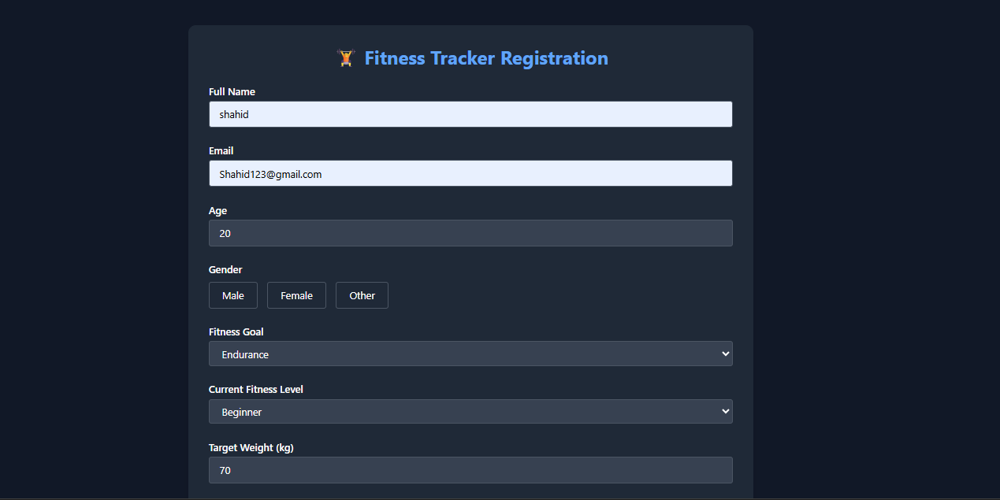 Fitness Tracker Registration
Full Name
shahid
Email
Shahid123@gmail.com
Age
20
Gender
Male Female Other
Fitness Goal
Endurance
Current Fitness Level
Beginner
Target Weight (kg)
70